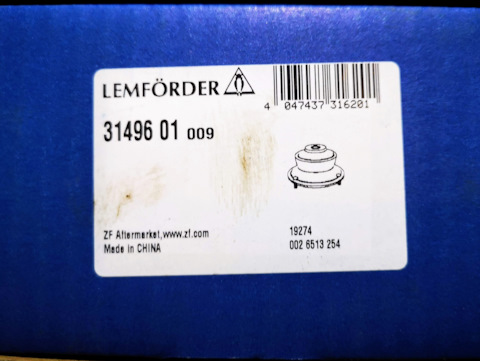 LEMFÖRDER
4 047437 316201
31496 01 009
ZF Aftermarket,www.zf.com
Made in CHINA
19274
002 6513 254